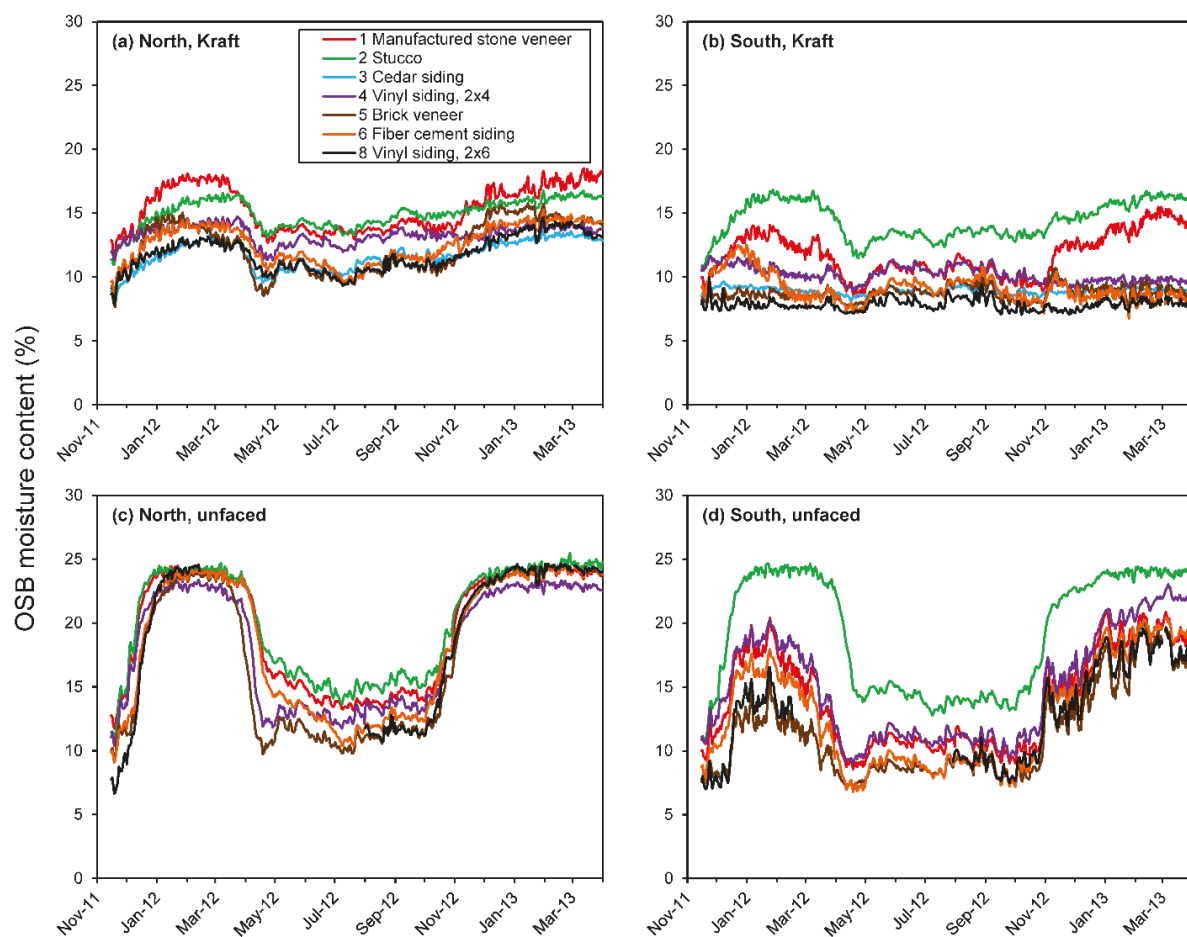 OSB moisture content (%)
(a) North, Kraft
1 Manufactured stone veneer
2 Stucco
3 Cedar siding
4 Vinyl siding, 2x4
5 Brick veneer
6 Fiber cement siding
8 Vinyl siding, 2x6
30
25
20
15
10
5
0
Nov-11
Jan-12
Mar-12
May-12
Jul-12
Sep-12
Nov-12
Jan-13
Mar-13
(b) South, Kraft
30
25
20
15
10
5
0
Nov-11
Jan-12
Mar-12
May-12
Jul-12
Sep-12
Nov-12
Jan-13
Mar-13
(c) North, unfaced
30
25
20
15
10
5
0
Nov-11
Jan-12
Mar-12
May-12
Jul-12
Sep-12
Nov-12
Jan-13
Mar-13
(d) South, unfaced
30
25
20
15
10
5
0
Nov-11
Jan-12
Mar-12
May-12
Jul-12
Sep-12
Nov-12
Jan-13
Mar-13